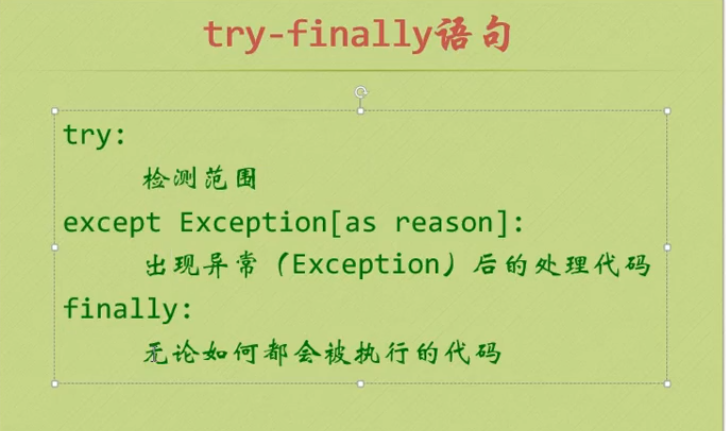 try-finally语句
try:
检测范围
except Exception[as reason]:
出现异常（Exception）后的处理代码
finally:
无论如何都会被执行的代码